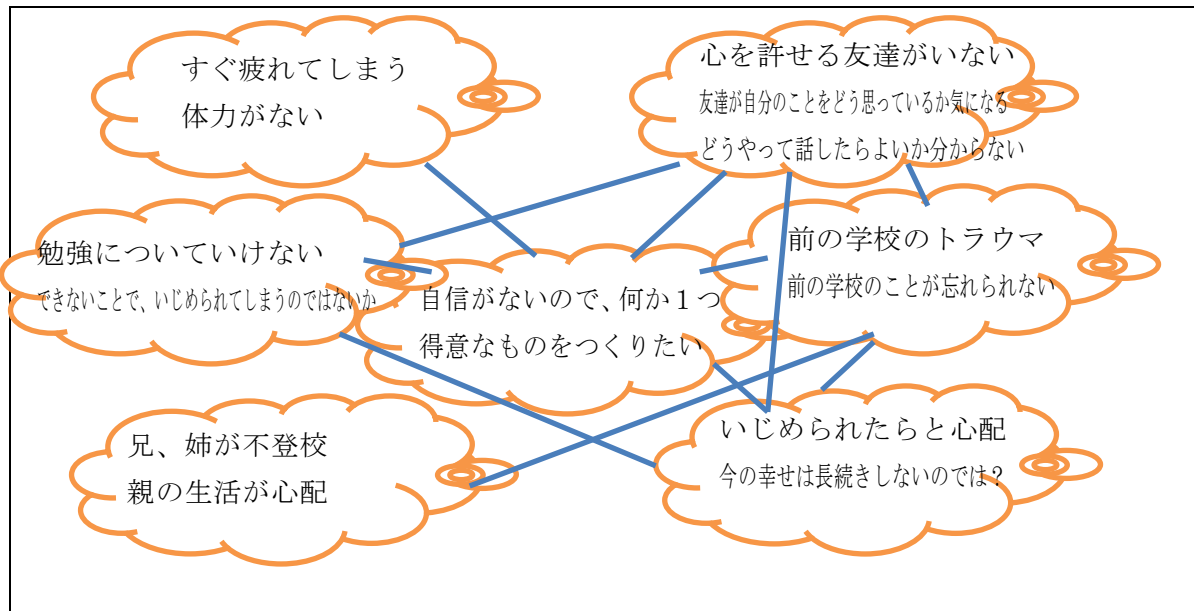 すぐ疲れてしまう
体力がない
心を許せる友達がいない
友達が自分のことをどう思っているか気になる
どうやって話したらよいか分からない
勉強についていけない
できないことで、いじめられてしまうのではないか
自信がないので、何か１つ
得意なものをつくりたい
前の学校のトラウマ
前の学校のことが忘れられない
兄、姉が不登校
親の生活が心配
いじめられたらと心配
今の幸せは長続きしないのでは？